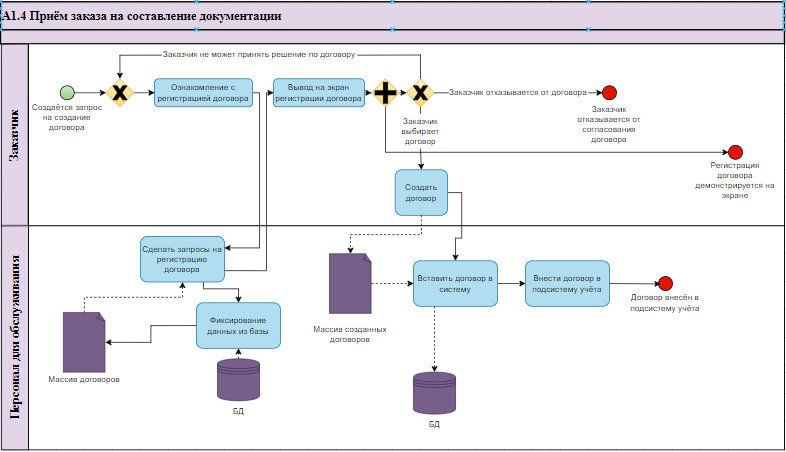 А1.4 Приём заказа на составление документации
Заказчик
Заказчик не может принять решение по договору
Создаётся запрос
на создание
договора
Ознакомление с
регистрацией договора
Вывод на экран
регистрации договора
Заказчик отказывается от договора
Заказчик
отказывается от
согласования
договора
Заказчик
выбирает
договор
Регистрация
договора
демонстрируется на
экране
Создать
договор
Персонал для обслуживания
Сделать запросы на
регистрацию
договора
Фиксирование
данных из базы
Массив договоров
БД
Массив созданных
договоров
Вставить договор в
систему
Внести договор в
подсистему учёта
Договор внесён в
подсистему учёта
БД